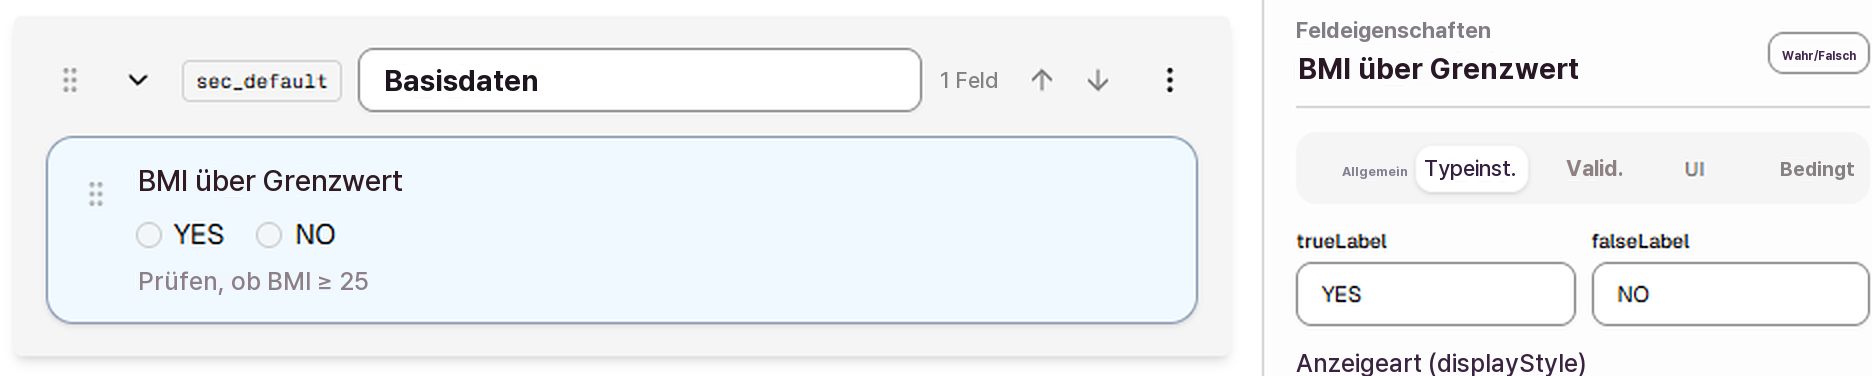 sec_default
Basisdaten
1 Feld
BMI über Grenzwert
YES NO
Prüfen, ob BMI ≥ 25
Feldeigenschaften
BMI über Grenzwert
Wahr/Falsch
Allgemein Typeinst. Valid. UI Bedingt
trueLabel falseLabel
YES NO
Anzeigeart (displayStyle)